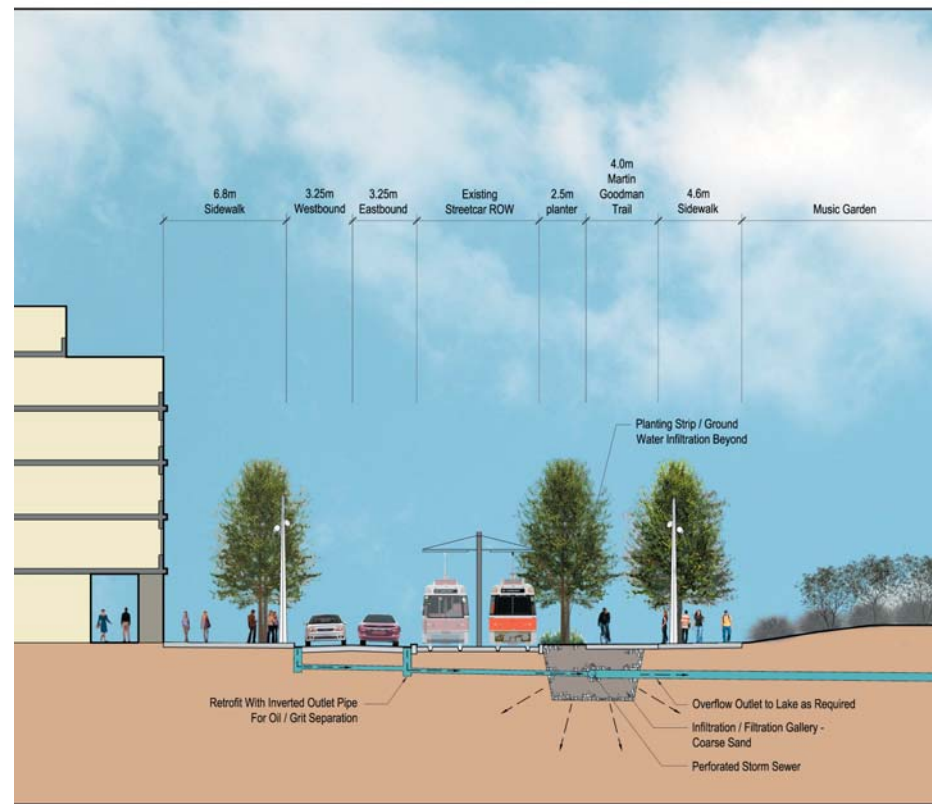 6.8m
Sidewalk
3.25m
Westbound
3.25m
Eastbound
Existing
Streetcar ROW
2.5m
planter
4.0m
Martin
Goodman
Trail
4.6m
Sidewalk
Music Garden
Planting Strip / Ground
Water Infiltration Beyond
Retrofit With Inverted Outlet Pipe
For Oil / Grit Separation
Overflow Outlet to Lake as Required
Infiltration / Filtration Gallery -
Coarse Sand
Perforated Storm Sewer